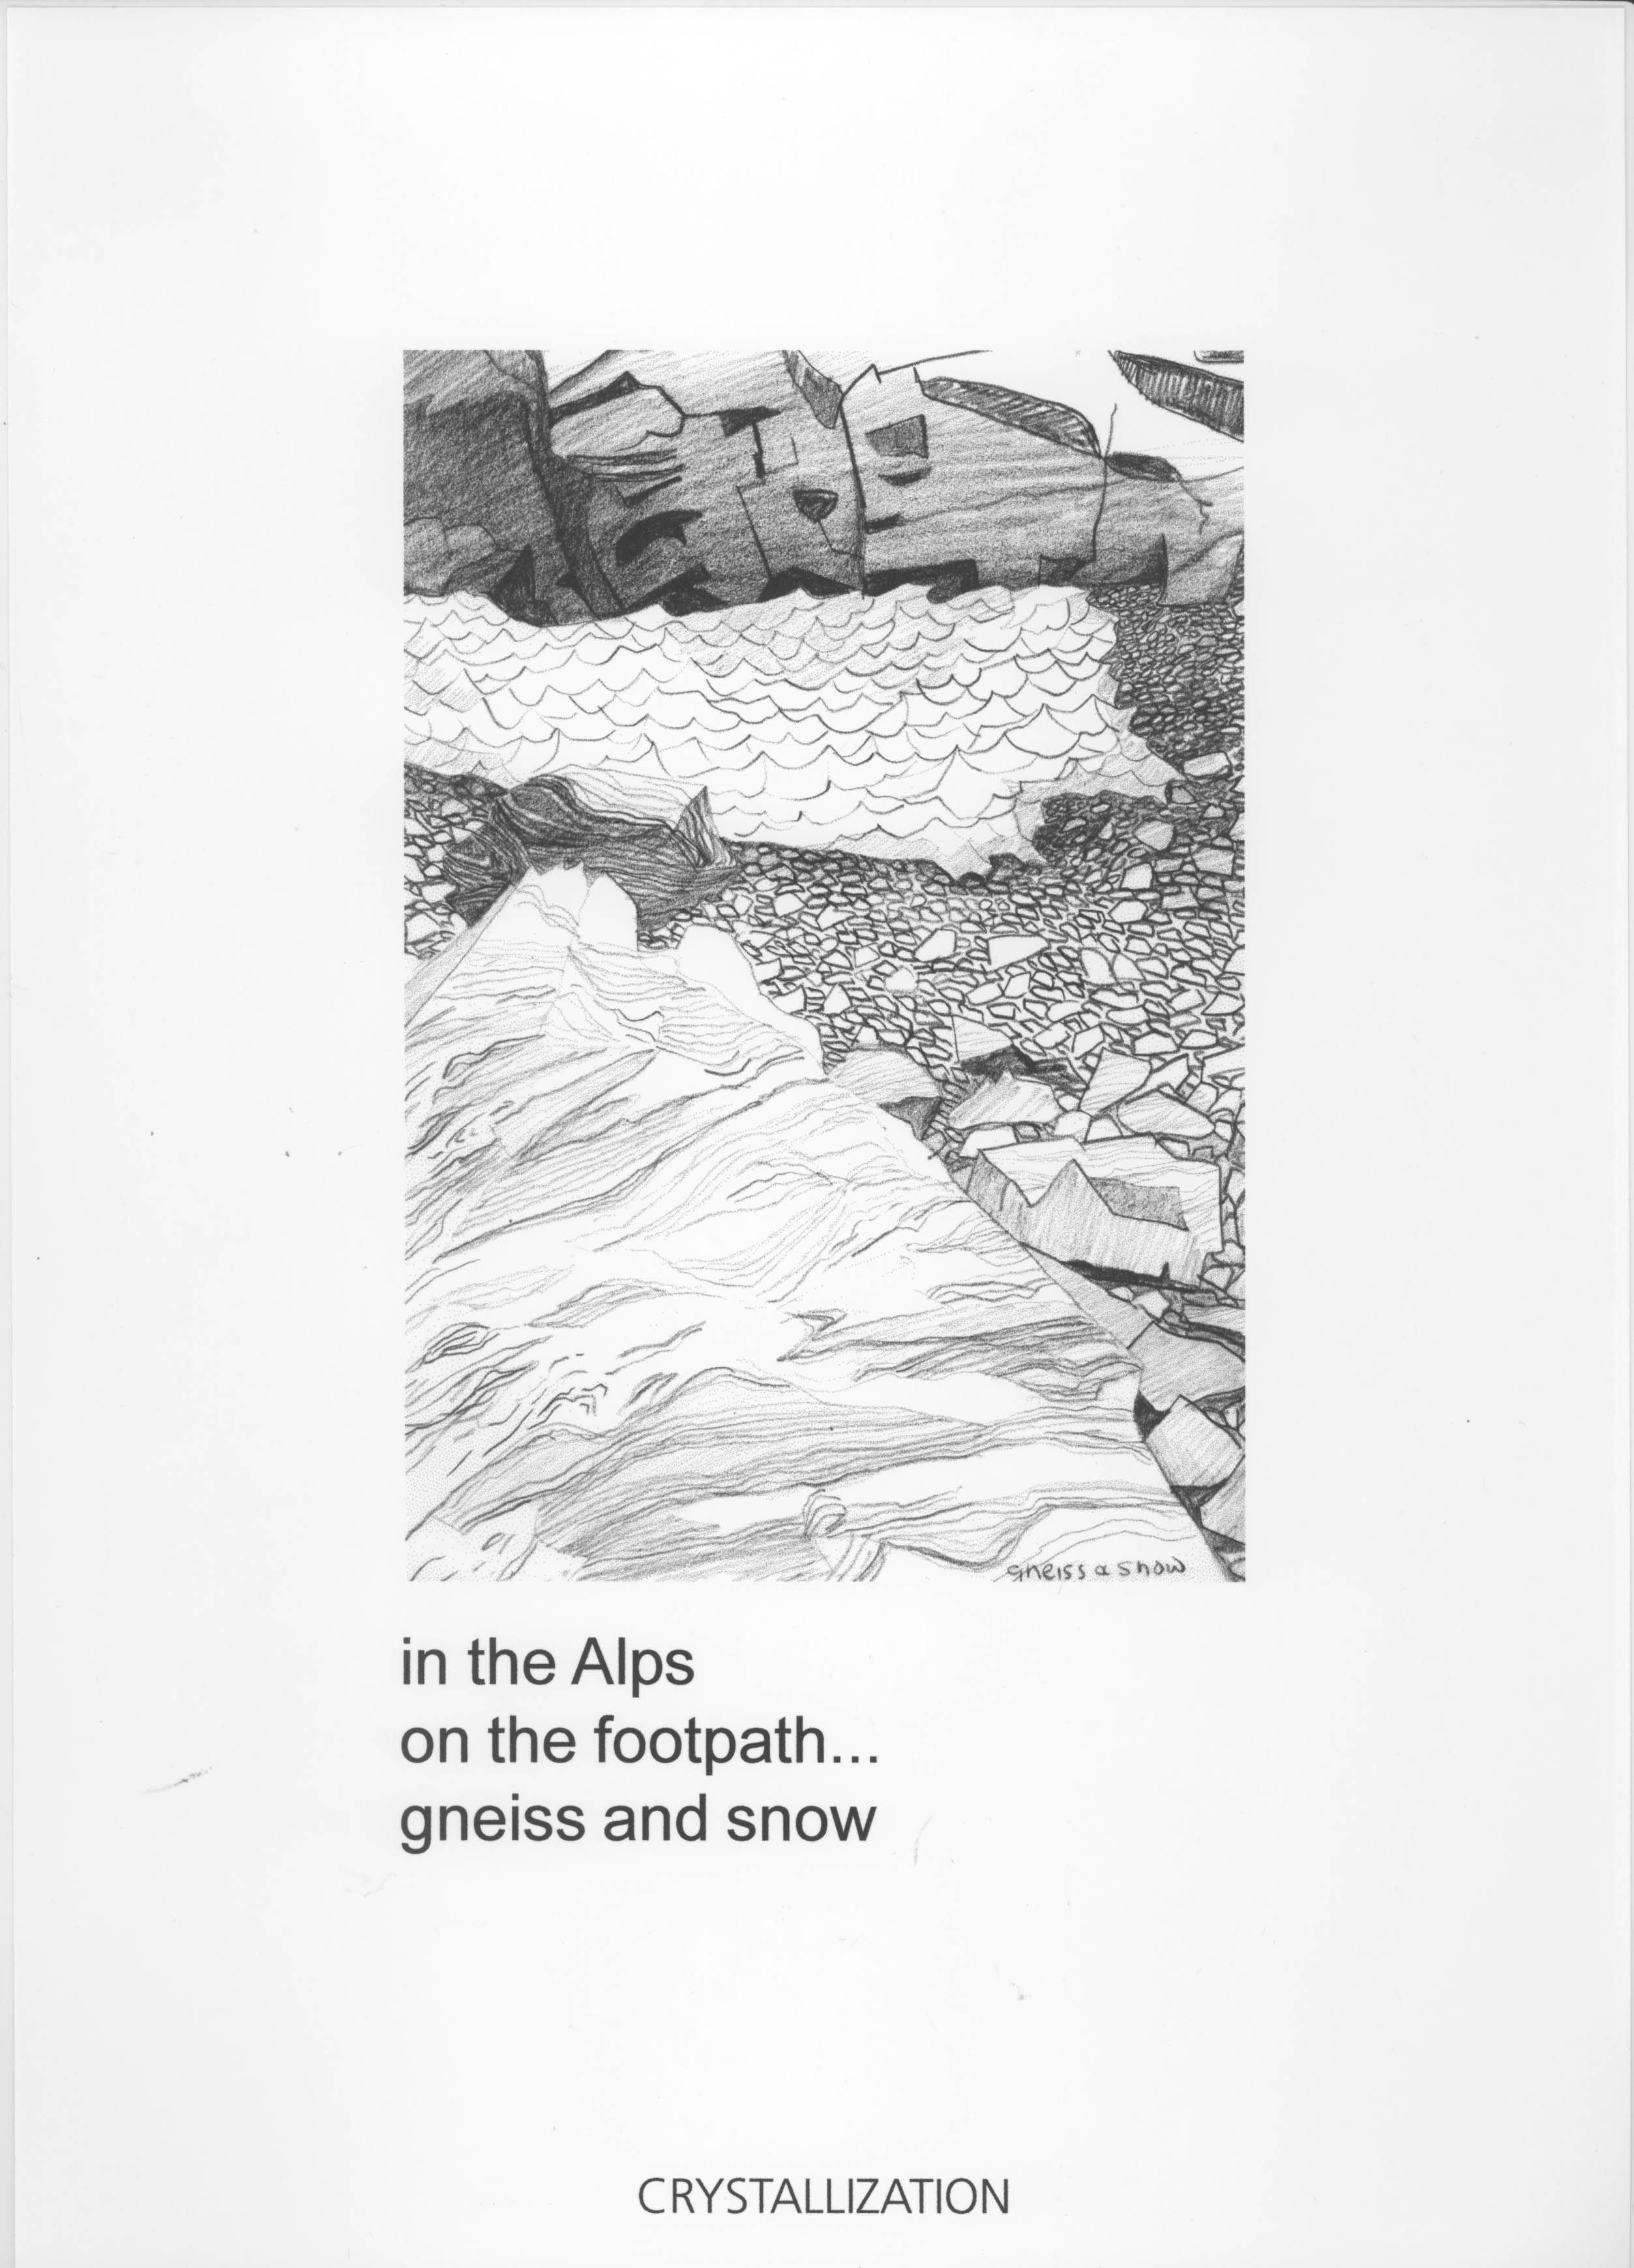 gneiss & snow
in the Alps
on the footpath...
gneiss and snow
CRYSTALLIZATION